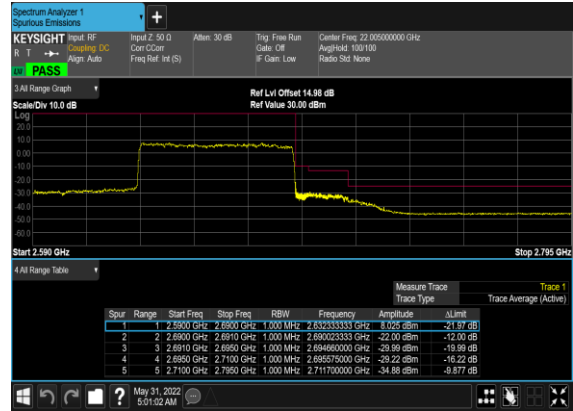 Spectrum Analyzer 1
Spurious Emissions
KEYSIGHT Input: RF Input Z: 50 Ω Atten: 30 dB Trig: Free Run Center Freq: 22.005000000 GHz
R T Coupling: DC Corr CCorr Gate: Off Avg|Hold: 100/100
Align: Auto Freq Ref: Int (S) IF Gain: Low Radio Std: None
PASS
3 All Range Graph
Ref Lvl Offset 14.98 dB
Scale/Div 10.0 dB Ref Value 30.00 dBm
Log
20.0
10.0
0.00
-10.0
-20.0
-30.0
-40.0
-50.0
-60.0
Start 2.590 GHz Stop 2.795 GHz
4 All Range Table
Measure Trace Trace 1
Trace Type Trace Average (Active)
Spur Range Start Freq Stop Freq RBW Frequency Amplitude ΔLimit
1 1 2.5900 GHz 2.6900 GHz 1.000 MHz 2.632333333 GHz 8.025 dBm -21.97 dB
2 2 2.6900 GHz 2.6910 GHz 1.000 MHz 2.690023333 GHz -22.00 dBm -12.00 dB
3 3 2.6910 GHz 2.6950 GHz 1.000 MHz 2.694660000 GHz -29.99 dBm -19.99 dB
4 4 2.6950 GHz 2.7100 GHz 1.000 MHz 2.695575000 GHz -29.22 dBm -16.22 dB
5 5 2.7100 GHz 2.7950 GHz 1.000 MHz 2.711700000 GHz -34.88 dBm -9.877 dB
? May 31, 2022
5:01:02 AM